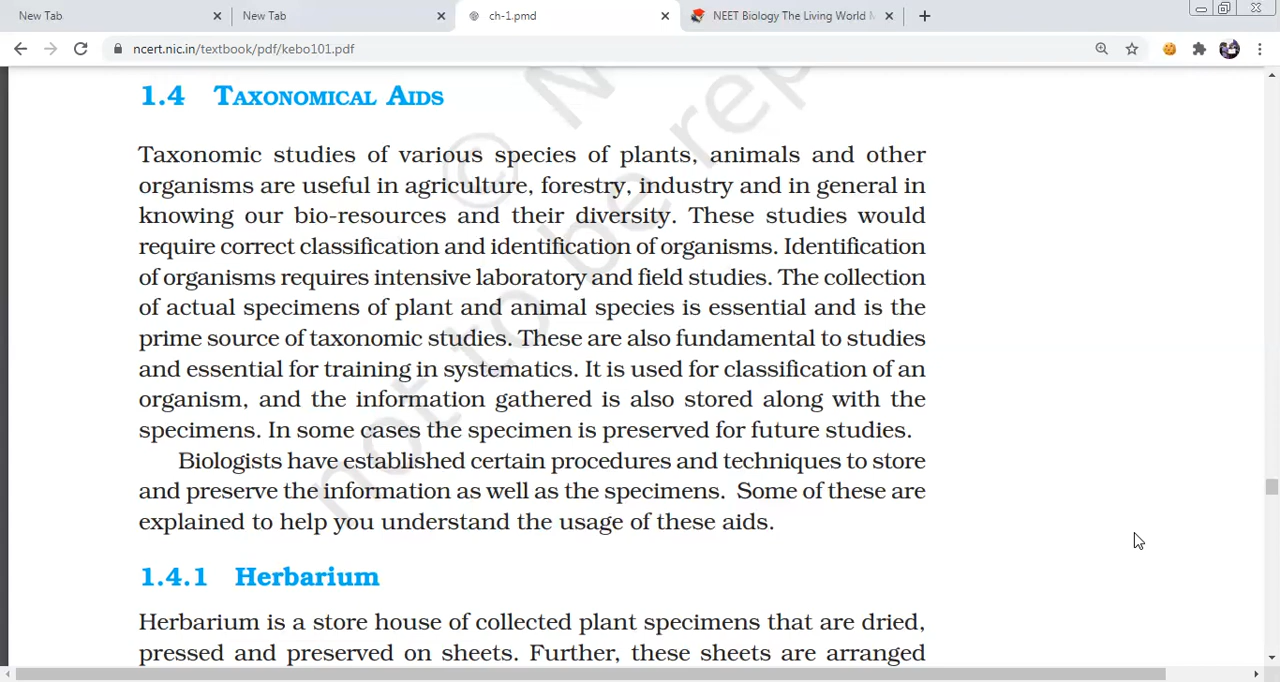 New Tab
New Tab
ch-1.pmd
NEET Biology The Living World
ncert.nic.in/textbook/pdf/kebo101.pdf
© N
not to be rep
1.4 TAXONOMICAL AIDS
Taxonomic studies of various species of plants, animals and other
organisms are useful in agriculture, forestry, industry and in general in
knowing our bio-resources and their diversity. These studies would
require correct classification and identification of organisms. Identification
of organisms requires intensive laboratory and field studies. The collection
of actual specimens of plant and animal species is essential and is the
prime source of taxonomic studies. These are also fundamental to studies
and essential for training in systematics. It is used for classification of an
organism, and the information gathered is also stored along with the
specimens. In some cases the specimen is preserved for future studies.
Biologists have established certain procedures and techniques to store
and preserve the information as well as the specimens. Some of these are
explained to help you understand the usage of these aids.
1.4.1 Herbarium
Herbarium is a store house of collected plant specimens that are dried,
pressed and preserved on sheets. Further, these sheets are arranged